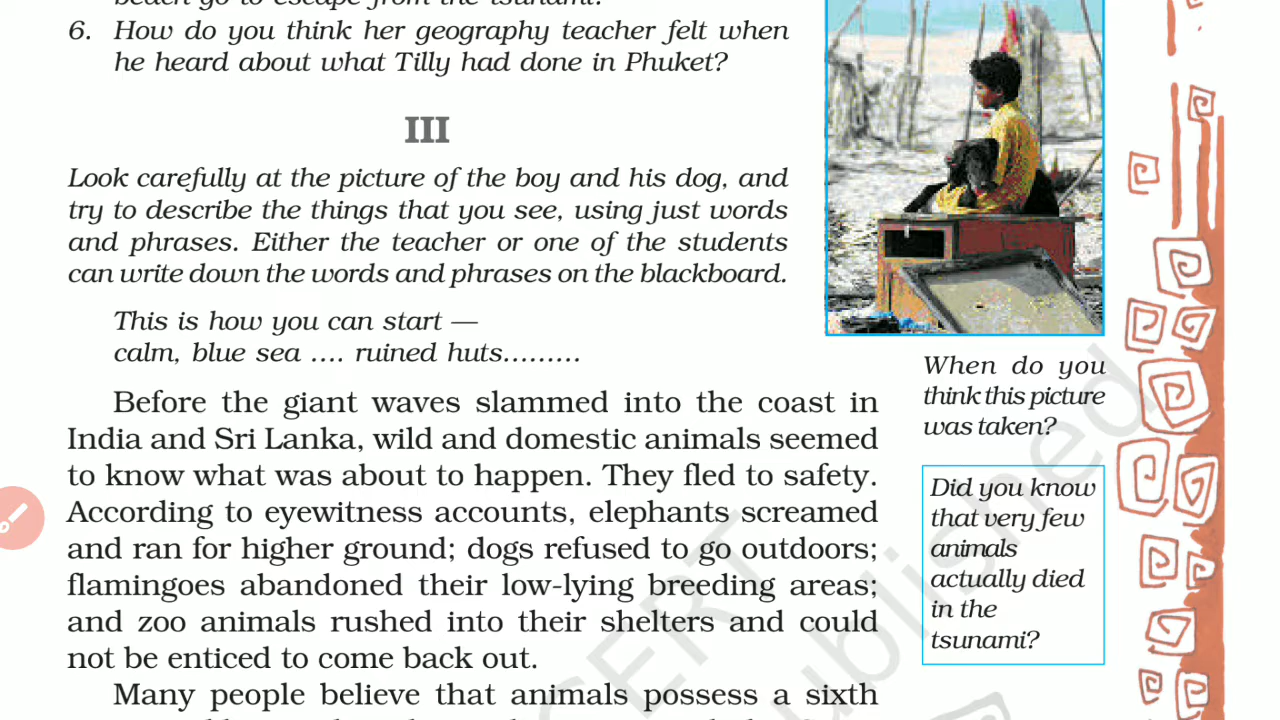 beach go to escape from the tsunami?
6. How do you think her geography teacher felt when
he heard about what Tilly had done in Phuket?
III
Look carefully at the picture of the boy and his dog, and
try to describe the things that you see, using just words
and phrases. Either the teacher or one of the students
can write down the words and phrases on the blackboard.
This is how you can start —
calm, blue sea .... ruined huts.........
Before the giant waves slammed into the coast in
India and Sri Lanka, wild and domestic animals seemed
to know what was about to happen. They fled to safety.
According to eyewitness accounts, elephants screamed
and ran for higher ground; dogs refused to go outdoors;
flamingoes abandoned their low-lying breeding areas;
and zoo animals rushed into their shelters and could
not be enticed to come back out.
Many people believe that animals possess a sixth
When do you
think this picture
was taken?
Did you know
that very few
animals
actually died
in the
tsunami?